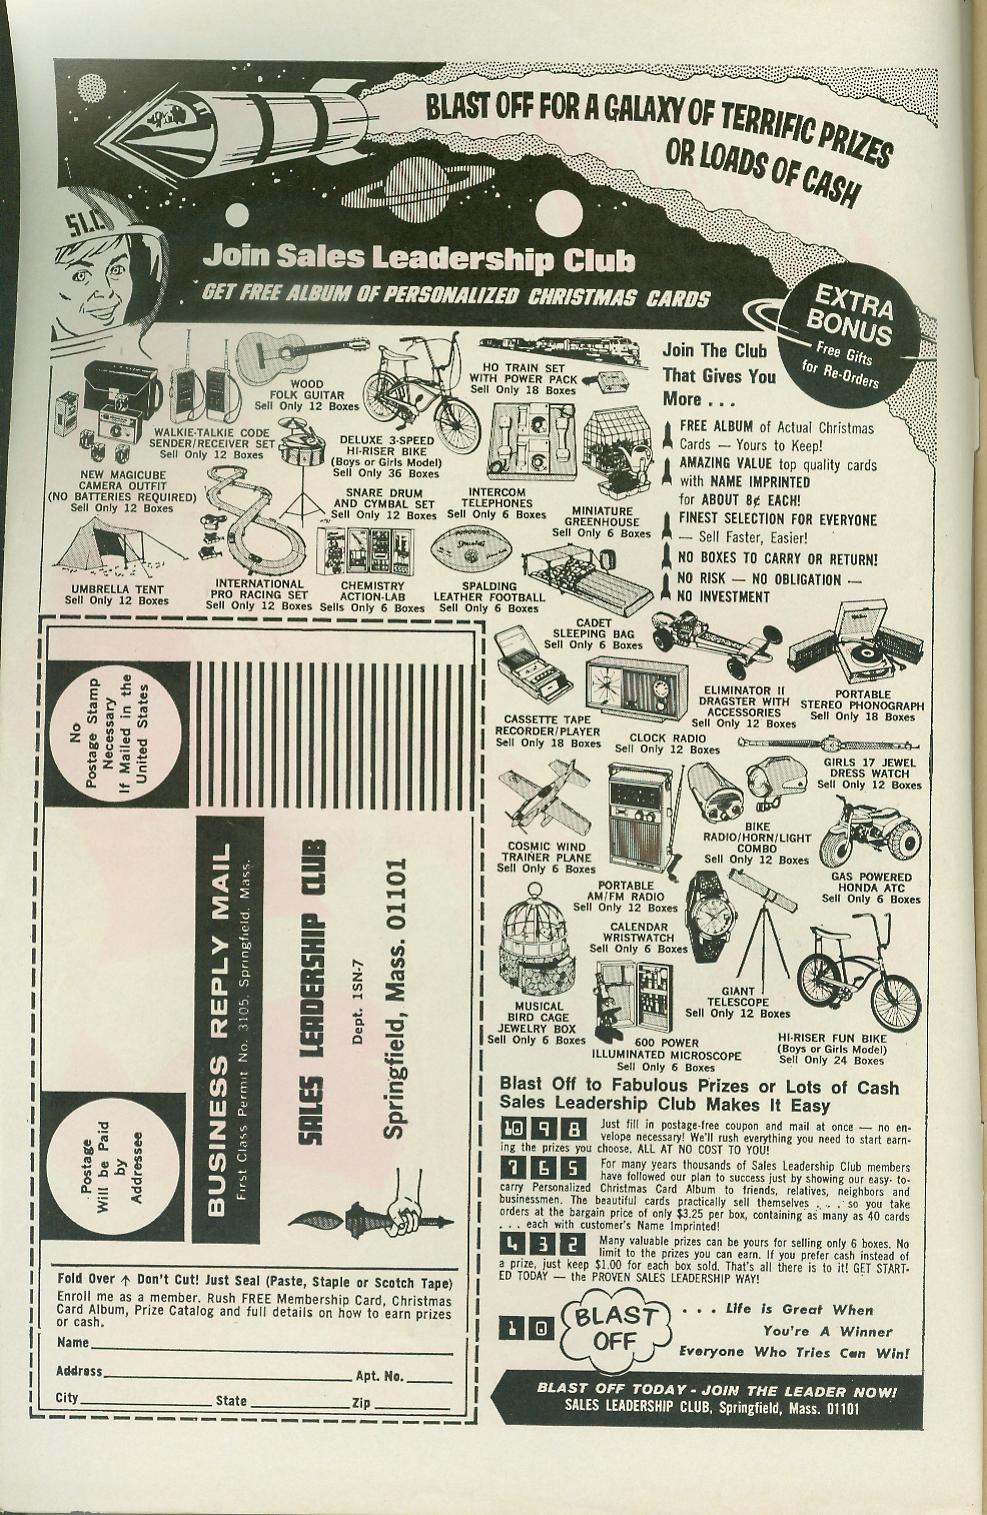 BLAST OFF FOR A GALAXY OF TERRIFIC PRIZES
OR LOADS OF CASH
SLC
Join Sales Leadership Club
GET FREE ALBUM OF PERSONALIZED CHRISTMAS CARDS
EXTRA
BONUS
Free Gifts
for Re-Orders
WOOD
FOLK GUITAR
Sell Only 12 Boxes
HO TRAIN SET
WITH POWER PACK
Sell Only 18 Boxes
WALKIE-TALKIE CODE
SENDER/RECEIVER SET
Sell Only 12 Boxes
DELUXE 3-SPEED
HI-RISER BIKE
(Boys or Girls Model)
Sell Only 36 Boxes
NEW MAGICUBE
CAMERA OUTFIT
(NO BATTERIES REQUIRED)
Sell Only 12 Boxes
SNARE DRUM
AND CYMBAL SET
Sell Only 12 Boxes
INTERCOM
TELEPHONES
Sell Only 6 Boxes
MINIATURE
GREENHOUSE
Sell Only 6 Boxes
UMBRELLA TENT
Sell Only 12 Boxes
INTERNATIONAL
PRO RACING SET
Sell Only 12 Boxes
CHEMISTRY
ACTION-LAB
Sells Only 6 Boxes
SPALDING
LEATHER FOOTBALL
Sell Only 6 Boxes
Join The Club
That Gives You
More . . .
FREE ALBUM of Actual Christmas
Cards — Yours to Keep!
AMAZING VALUE top quality cards
with NAME IMPRINTED
for ABOUT 8¢ EACH!
FINEST SELECTION FOR EVERYONE
— Sell Faster, Easier!
NO BOXES TO CARRY OR RETURN!
NO RISK — NO OBLIGATION —
NO INVESTMENT
CADET
SLEEPING BAG
Sell Only 6 Boxes
ELIMINATOR II
DRAGSTER WITH
ACCESSORIES
Sell Only 12 Boxes
PORTABLE
STEREO PHONOGRAPH
Sell Only 18 Boxes
CASSETTE TAPE
RECORDER/PLAYER
Sell Only 18 Boxes
CLOCK RADIO
Sell Only 12 Boxes
GIRLS 17 JEWEL
DRESS WATCH
Sell Only 12 Boxes
COSMIC WIND
TRAINER PLANE
Sell Only 6 Boxes
BIKE
RADIO/HORN/LIGHT
COMBO
Sell Only 12 Boxes
GAS POWERED
HONDA ATC
Sell Only 6 Boxes
PORTABLE
AM/FM RADIO
Sell Only 12 Boxes
CALENDAR
WRISTWATCH
Sell Only 6 Boxes
MUSICAL
BIRD CAGE
JEWELRY BOX
Sell Only 6 Boxes
GIANT
TELESCOPE
Sell Only 12 Boxes
600 POWER
ILLUMINATED MICROSCOPE
Sell Only 6 Boxes
HI-RISER FUN BIKE
(Boys or Girls Model)
Sell Only 24 Boxes
No
Postage Stamp
Necessary
If Mailed in the
United States
BUSINESS REPLY MAIL
First Class Permit No. 3105, Springfield, Mass.
SALES LEADERSHIP CLUB
Dept. 1SN-7
Springfield, Mass. 01101
Postage
Will be Paid
by
Addressee
Fold Over ↑ Don't Cut! Just Seal (Paste, Staple or Scotch Tape)
Enroll me as a member. Rush FREE Membership Card, Christmas
Card Album, Prize Catalog and full details on how to earn prizes
or cash.
Name
Address Apt. No.
City State Zip
Blast Off to Fabulous Prizes or Lots of Cash
Sales Leadership Club Makes It Easy
10 9 8 Just fill in postage-free coupon and mail at once — no en-
velope necessary! We'll rush everything you need to start earn-
ing the prizes you choose. ALL AT NO COST TO YOU!
7 6 5 For many years thousands of Sales Leadership Club members
have followed our plan to success just by showing our easy-to-
carry Personalized Christmas Card Album to friends, relatives, neighbors and
businessmen. The beautiful cards practically sell themselves . . . so you take
orders at the bargain price of only $3.25 per box, containing as many as 40 cards
. . . each with customer's Name Imprinted!
4 3 2 Many valuable prizes can be yours for selling only 6 boxes. No
limit to the prizes you can earn. If you prefer cash instead of
a prize, just keep $1.00 for each box sold. That's all there is to it! GET START-
ED TODAY — the PROVEN SALES LEADERSHIP WAY!
1 0 BLAST
OFF
. . . Life is Great When
You're A Winner
Everyone Who Tries Can Win!
BLAST OFF TODAY - JOIN THE LEADER NOW!
SALES LEADERSHIP CLUB, Springfield, Mass. 01101